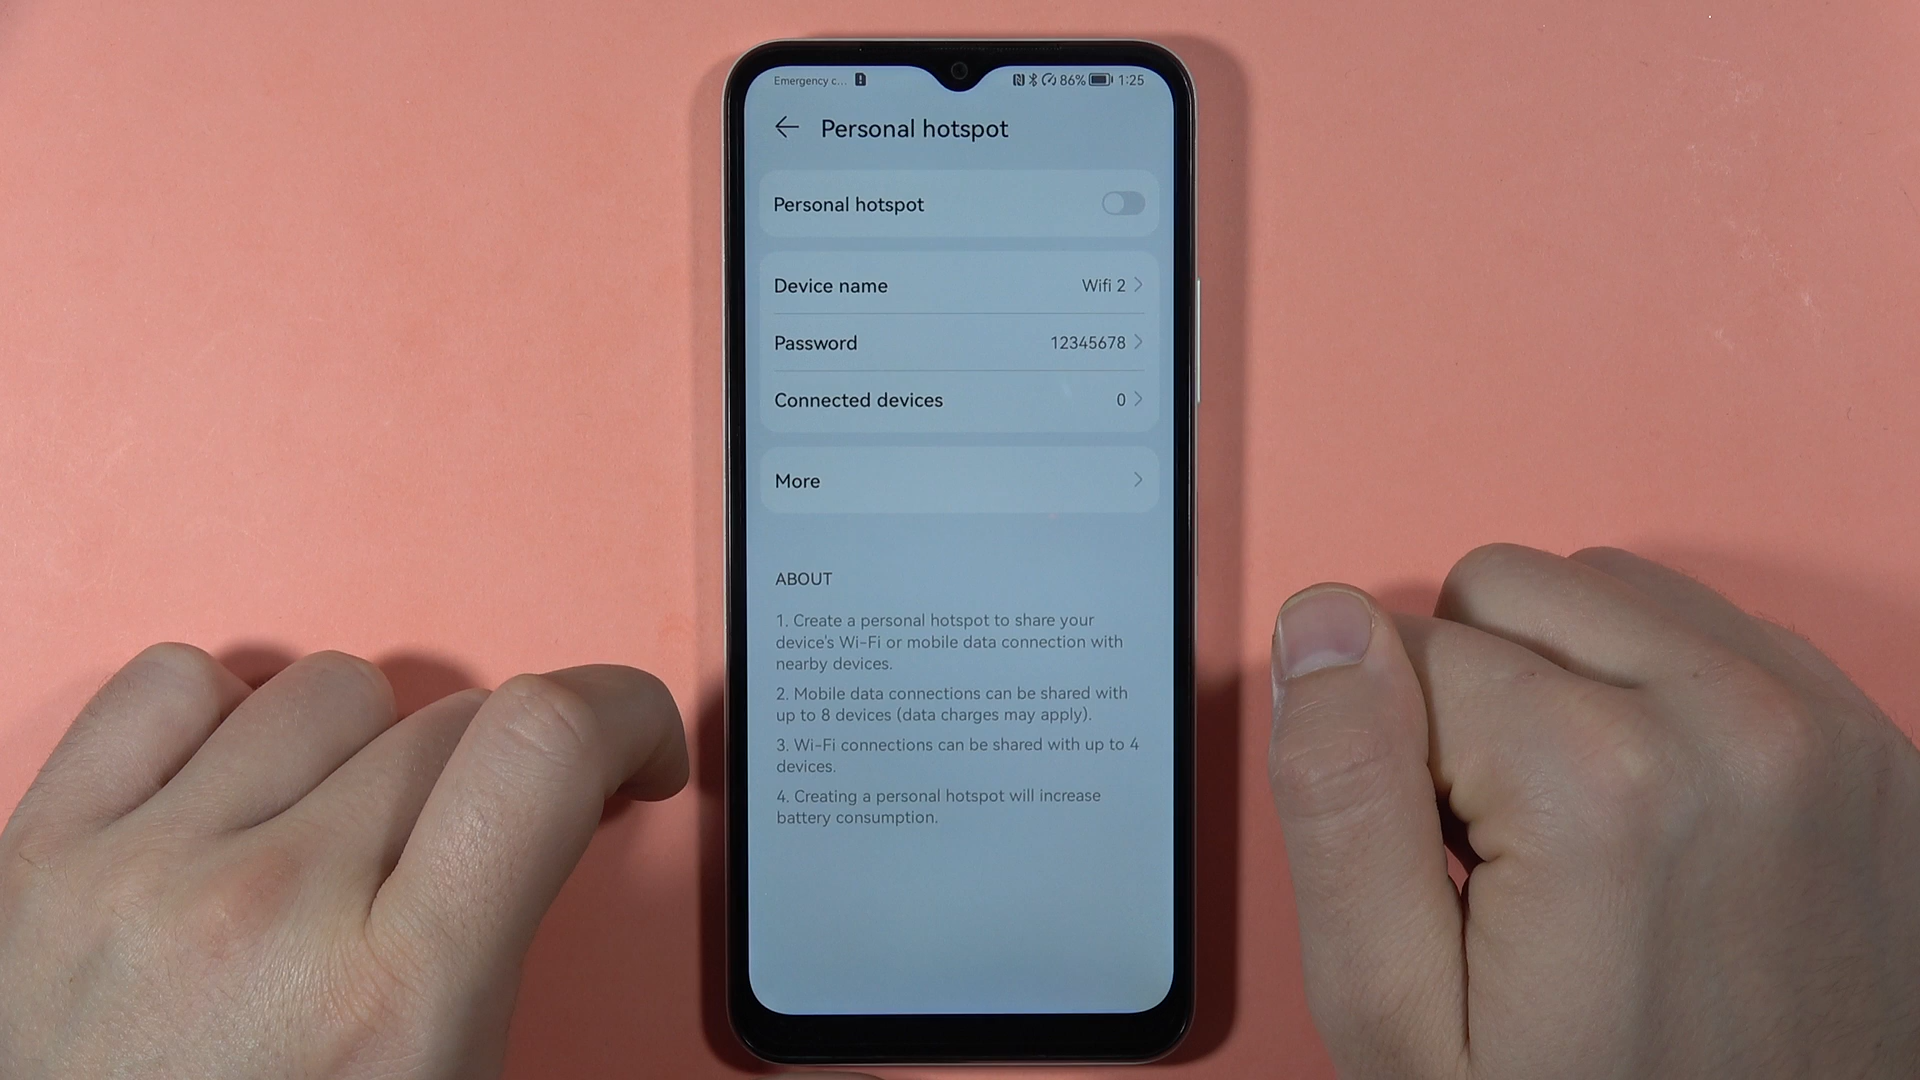 Emergency c... 86% 1:25
Personal hotspot
Personal hotspot
Device name Wifi 2
Password 12345678
Connected devices 0
More
ABOUT
1. Create a personal hotspot to share your
device's Wi-Fi or mobile data connection with
nearby devices.
2. Mobile data connections can be shared with
up to 8 devices (data charges may apply).
3. Wi-Fi connections can be shared with up to 4
devices.
4. Creating a personal hotspot will increase
battery consumption.